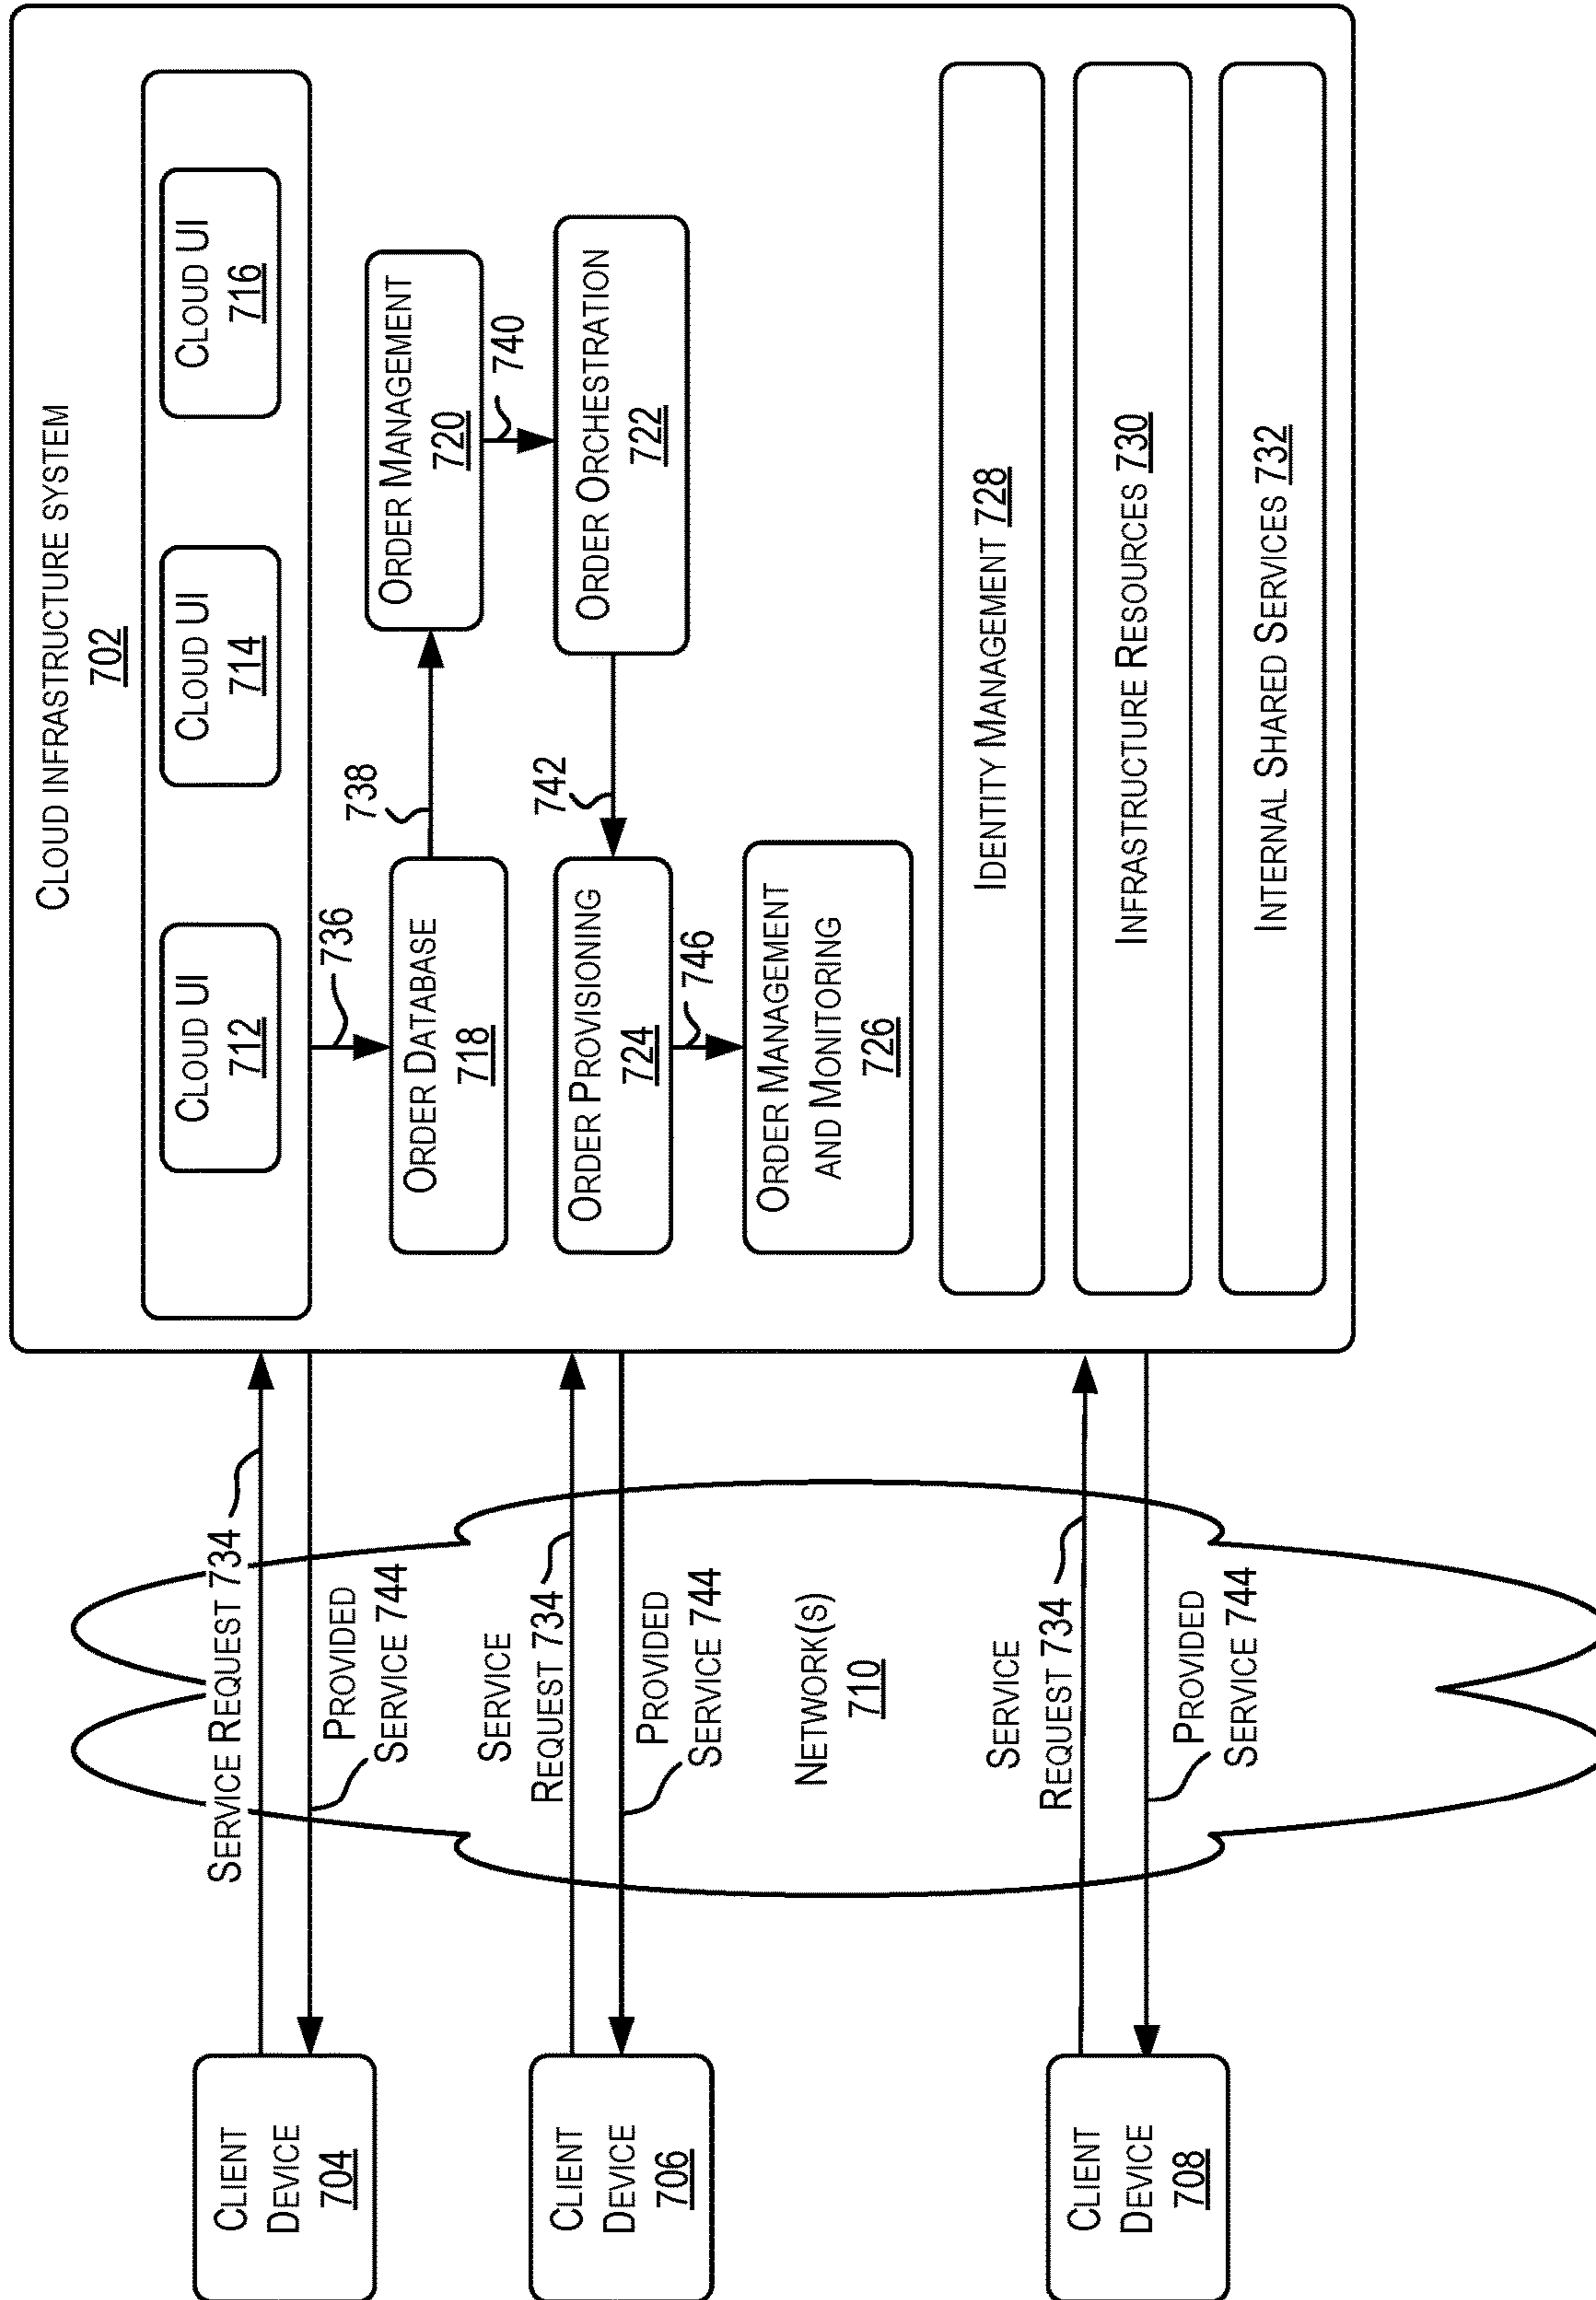 CLIENT
DEVICE
704
CLIENT
DEVICE
706
CLIENT
DEVICE
708
SERVICE REQUEST 734
PROVIDED
SERVICE 744
SERVICE
REQUEST 734
PROVIDED
SERVICE 744
NETWORK(S)
710
SERVICE
REQUEST 734
PROVIDED
SERVICE 744
CLOUD INFRASTRUCTURE SYSTEM
702
CLOUD UI
712
CLOUD UI
714
CLOUD UI
716
736
ORDER DATABASE
718
738
ORDER MANAGEMENT
720
740
ORDER PROVISIONING
724
742
ORDER ORCHESTRATION
722
746
ORDER MANAGEMENT
AND MONITORING
726
IDENTITY MANAGEMENT 728
INFRASTRUCTURE RESOURCES 730
INTERNAL SHARED SERVICES 732